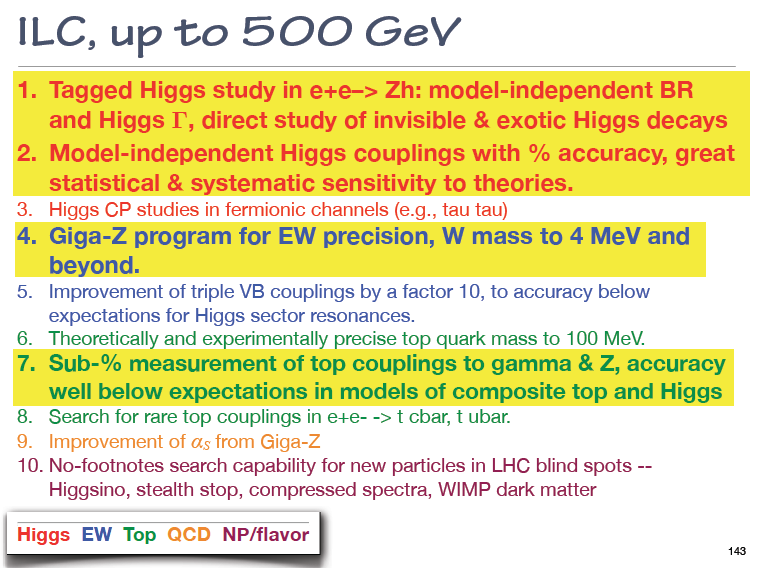 ILC, up to 500 GeV
1. Tagged Higgs study in e+e–> Zh: model-independent BR
and Higgs Γ, direct study of invisible & exotic Higgs decays
2. Model-independent Higgs couplings with % accuracy, great
statistical & systematic sensitivity to theories.
3. Higgs CP studies in fermionic channels (e.g., tau tau)
4. Giga-Z program for EW precision, W mass to 4 MeV and
beyond.
5. Improvement of triple VB couplings by a factor 10, to accuracy below
expectations for Higgs sector resonances.
6. Theoretically and experimentally precise top quark mass to 100 MeV.
7. Sub-% measurement of top couplings to gamma & Z, accuracy
well below expectations in models of composite top and Higgs
8. Search for rare top couplings in e+e- -> t cbar, t ubar.
9. Improvement of αS from Giga-Z
10. No-footnotes search capability for new particles in LHC blind spots --
Higgsino, stealth stop, compressed spectra, WIMP dark matter
Higgs EW Top QCD NP/flavor
143